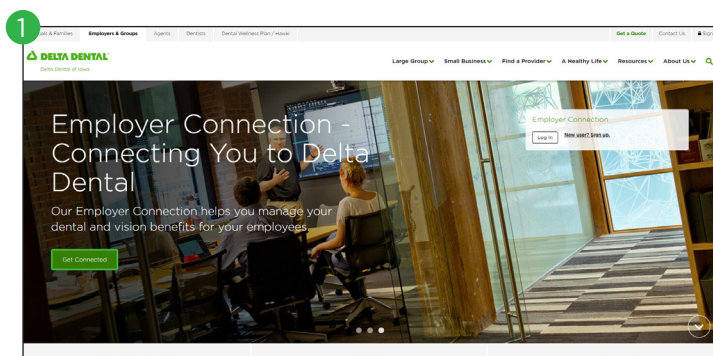 1
als & Families
Employers & Groups
Agents
Dentists
Dental Wellness Plan / Hawki
Get a Quote
Contact Us
Sign
DELTA DENTAL®
Delta Dental of Iowa
Large Group
Small Business
Find a Provider
A Healthy Life
Resources
About Us
Employer Connection -
Connecting You to Delta
Dental
Our Employer Connection helps you manage your
dental and vision benefits for your employees.
Get Connected
Employer Connection
Log In
New user? Sign up.